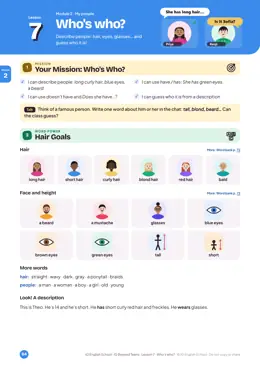 LESSON
7
Module 2 · My people
Who's who?
Describe people: hair, eyes, glasses... and
guess who it is!
She has long hair...
Is it Sofia?
2
1
MISSION
Your Mission: Who's Who?
I can describe people: long curly hair, blue eyes,
a beard
I can use have / has: She has green eyes.
I can use doesn't have and Does she have...?
I can guess who it is from a description
Think of a famous person. Write one word about him or her in the chat: tall, blond, beard... Can
the class guess?
2
WORD POWER
Hair Goals
Hair
long hair
short hair
curly hair
blond hair
red hair
bald
Face and height
a beard
a moustache
glasses
blue eyes
brown eyes
green eyes
tall
short
More words
hair: straight · wavy · dark · gray · a ponytail · braids
people: a man · a woman · a boy · a girl · old · young
Look! A description
This is Theo. He's 14 and he's short. He has short curly red hair and freckles. He wears glasses.